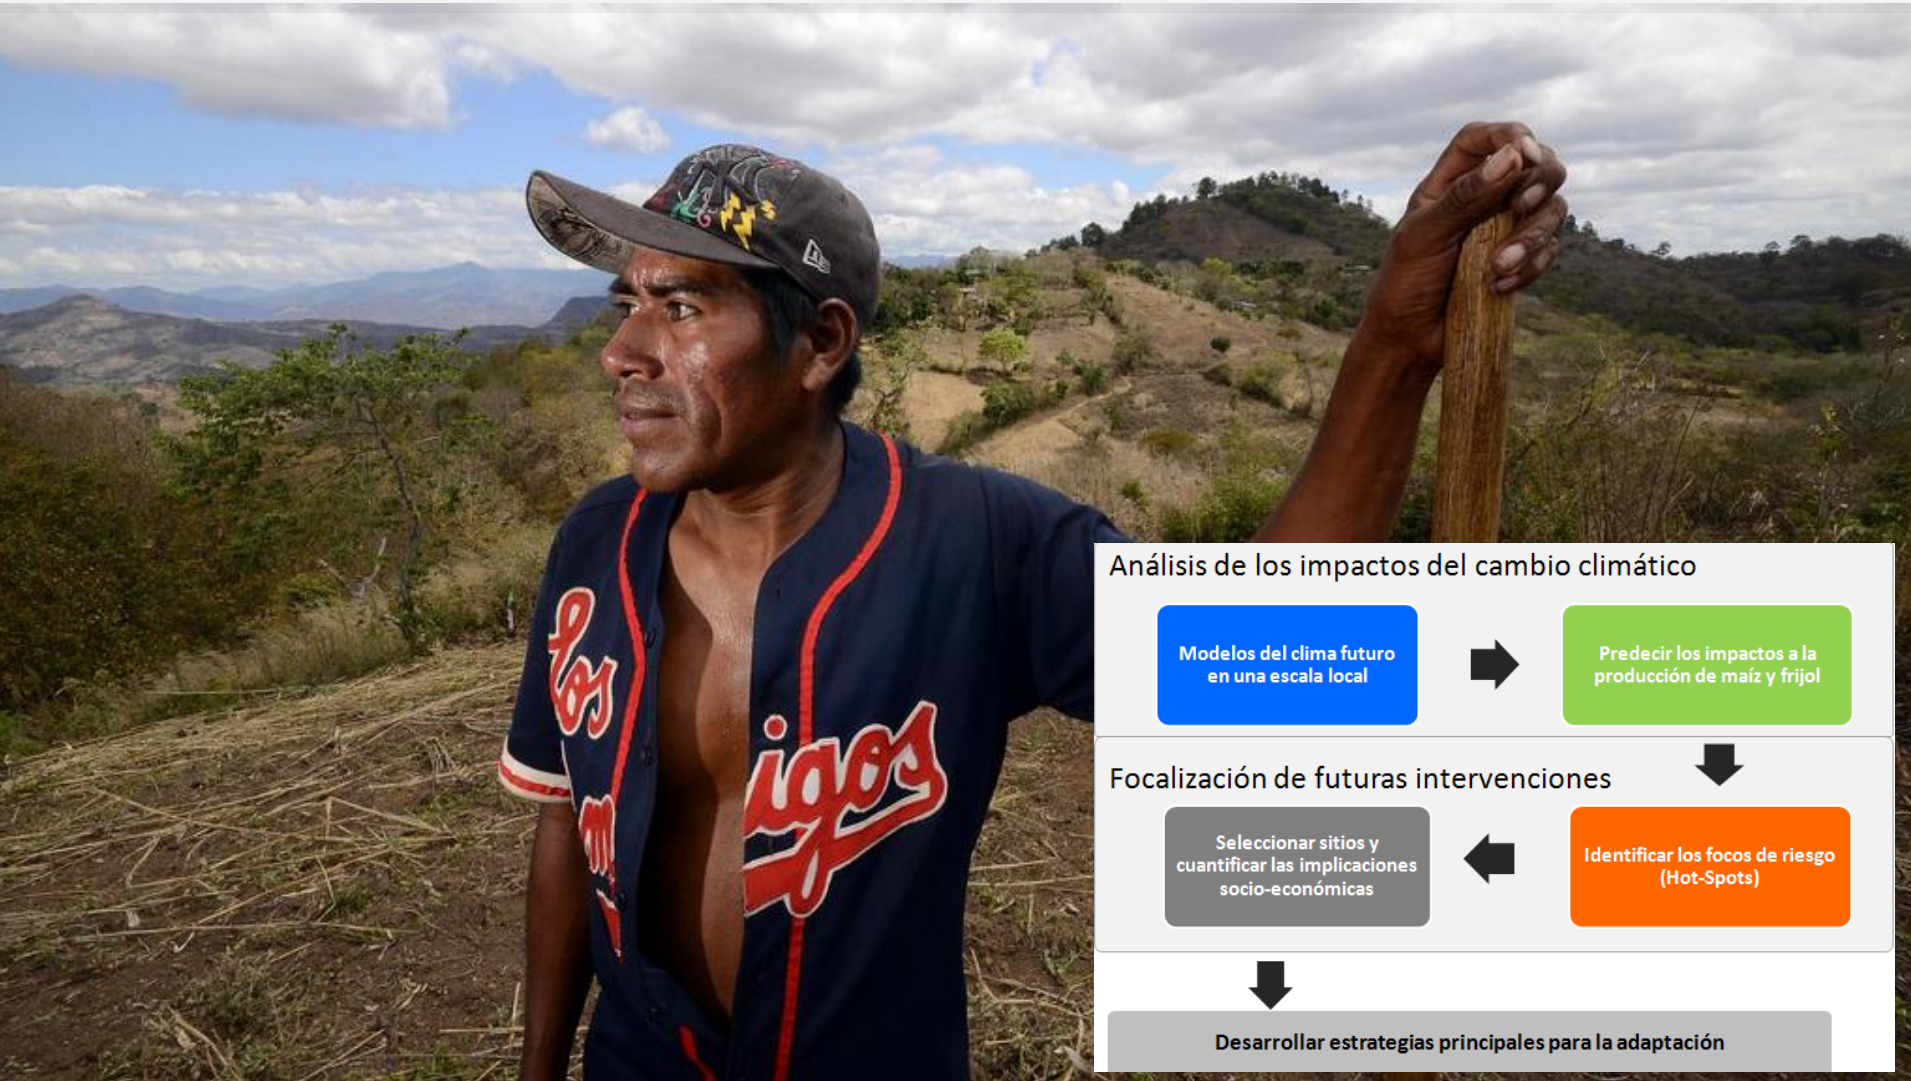 Los
m
igos
Análisis de los impactos del cambio climático
Modelos del clima futuro
en una escala local
Predecir los impactos a la
producción de maíz y frijol
Focalización de futuras intervenciones
Seleccionar sitios y
cuantificar las implicaciones
socio-económicas
Identificar los focos de riesgo
(Hot-Spots)
Desarrollar estrategias principales para la adaptación